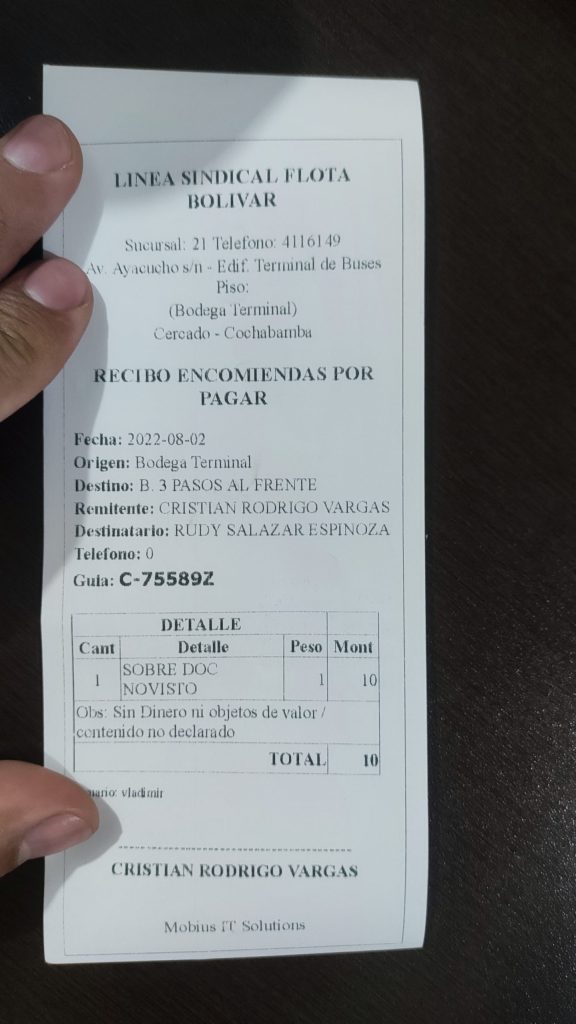 LINEA SINDICAL FLOTA
BOLIVAR
Sucursal: 21 Telefono: 4116149
Av. Ayacucho s/n - Edif. Terminal de Buses
Piso:
(Bodega Terminal)
Cercado - Cochabamba
RECIBO ENCOMIENDAS POR
PAGAR
Fecha: 2022-08-02
Origen: Bodega Terminal
Destino: B. 3 PASOS AL FRENTE
Remitente: CRISTIAN RODRIGO VARGAS
Destinatario: RUDY SALAZAR ESPINOZA
Telefono: 0
Guia: C-75589Z
DETALLE
Cant Detalle Peso Mont
1 SOBRE DOC NOVISTO 1 10
Obs: Sin Dinero ni objetos de valor /
contenido no declarado
TOTAL 10
vladimir
CRISTIAN RODRIGO VARGAS
Mobius IT Solutions